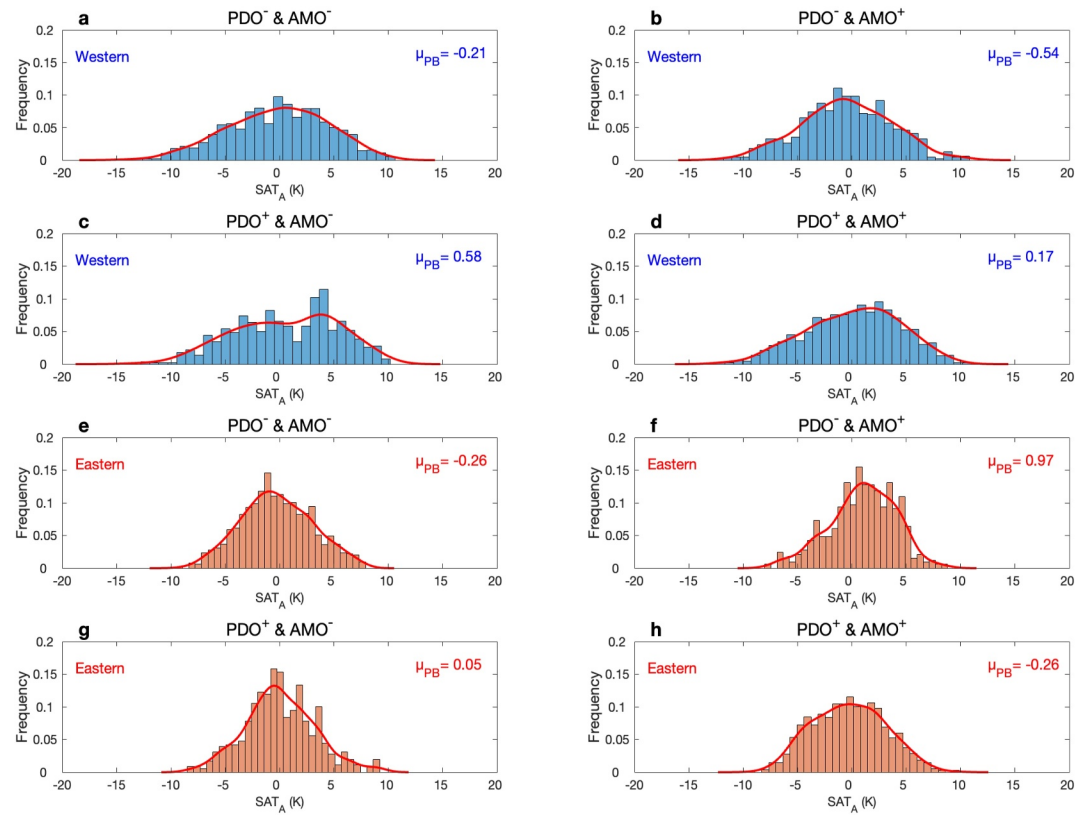 a PDO⁻ & AMO⁻
Western
μPB= -0.21
Frequency
0.2
0.15
0.1
0.05
0
-20 -15 -10 -5 0 5 10 15 20
SATA (K)
b PDO⁻ & AMO⁺
Western
μPB= -0.54
Frequency
0.2
0.15
0.1
0.05
0
-20 -15 -10 -5 0 5 10 15 20
SATA (K)
c PDO⁺ & AMO⁻
Western
μPB= 0.58
Frequency
0.2
0.15
0.1
0.05
0
-20 -15 -10 -5 0 5 10 15 20
SATA (K)
d PDO⁺ & AMO⁺
Western
μPB= 0.17
Frequency
0.2
0.15
0.1
0.05
0
-20 -15 -10 -5 0 5 10 15 20
SATA (K)
e PDO⁻ & AMO⁻
Eastern
μPB= -0.26
Frequency
0.2
0.15
0.1
0.05
0
-20 -15 -10 -5 0 5 10 15 20
SATA (K)
f PDO⁻ & AMO⁺
Eastern
μPB= 0.97
Frequency
0.2
0.15
0.1
0.05
0
-20 -15 -10 -5 0 5 10 15 20
SATA (K)
g PDO⁺ & AMO⁻
Eastern
μPB= 0.05
Frequency
0.2
0.15
0.1
0.05
0
-20 -15 -10 -5 0 5 10 15 20
SATA (K)
h PDO⁺ & AMO⁺
Eastern
μPB= -0.26
Frequency
0.2
0.15
0.1
0.05
0
-20 -15 -10 -5 0 5 10 15 20
SATA (K)